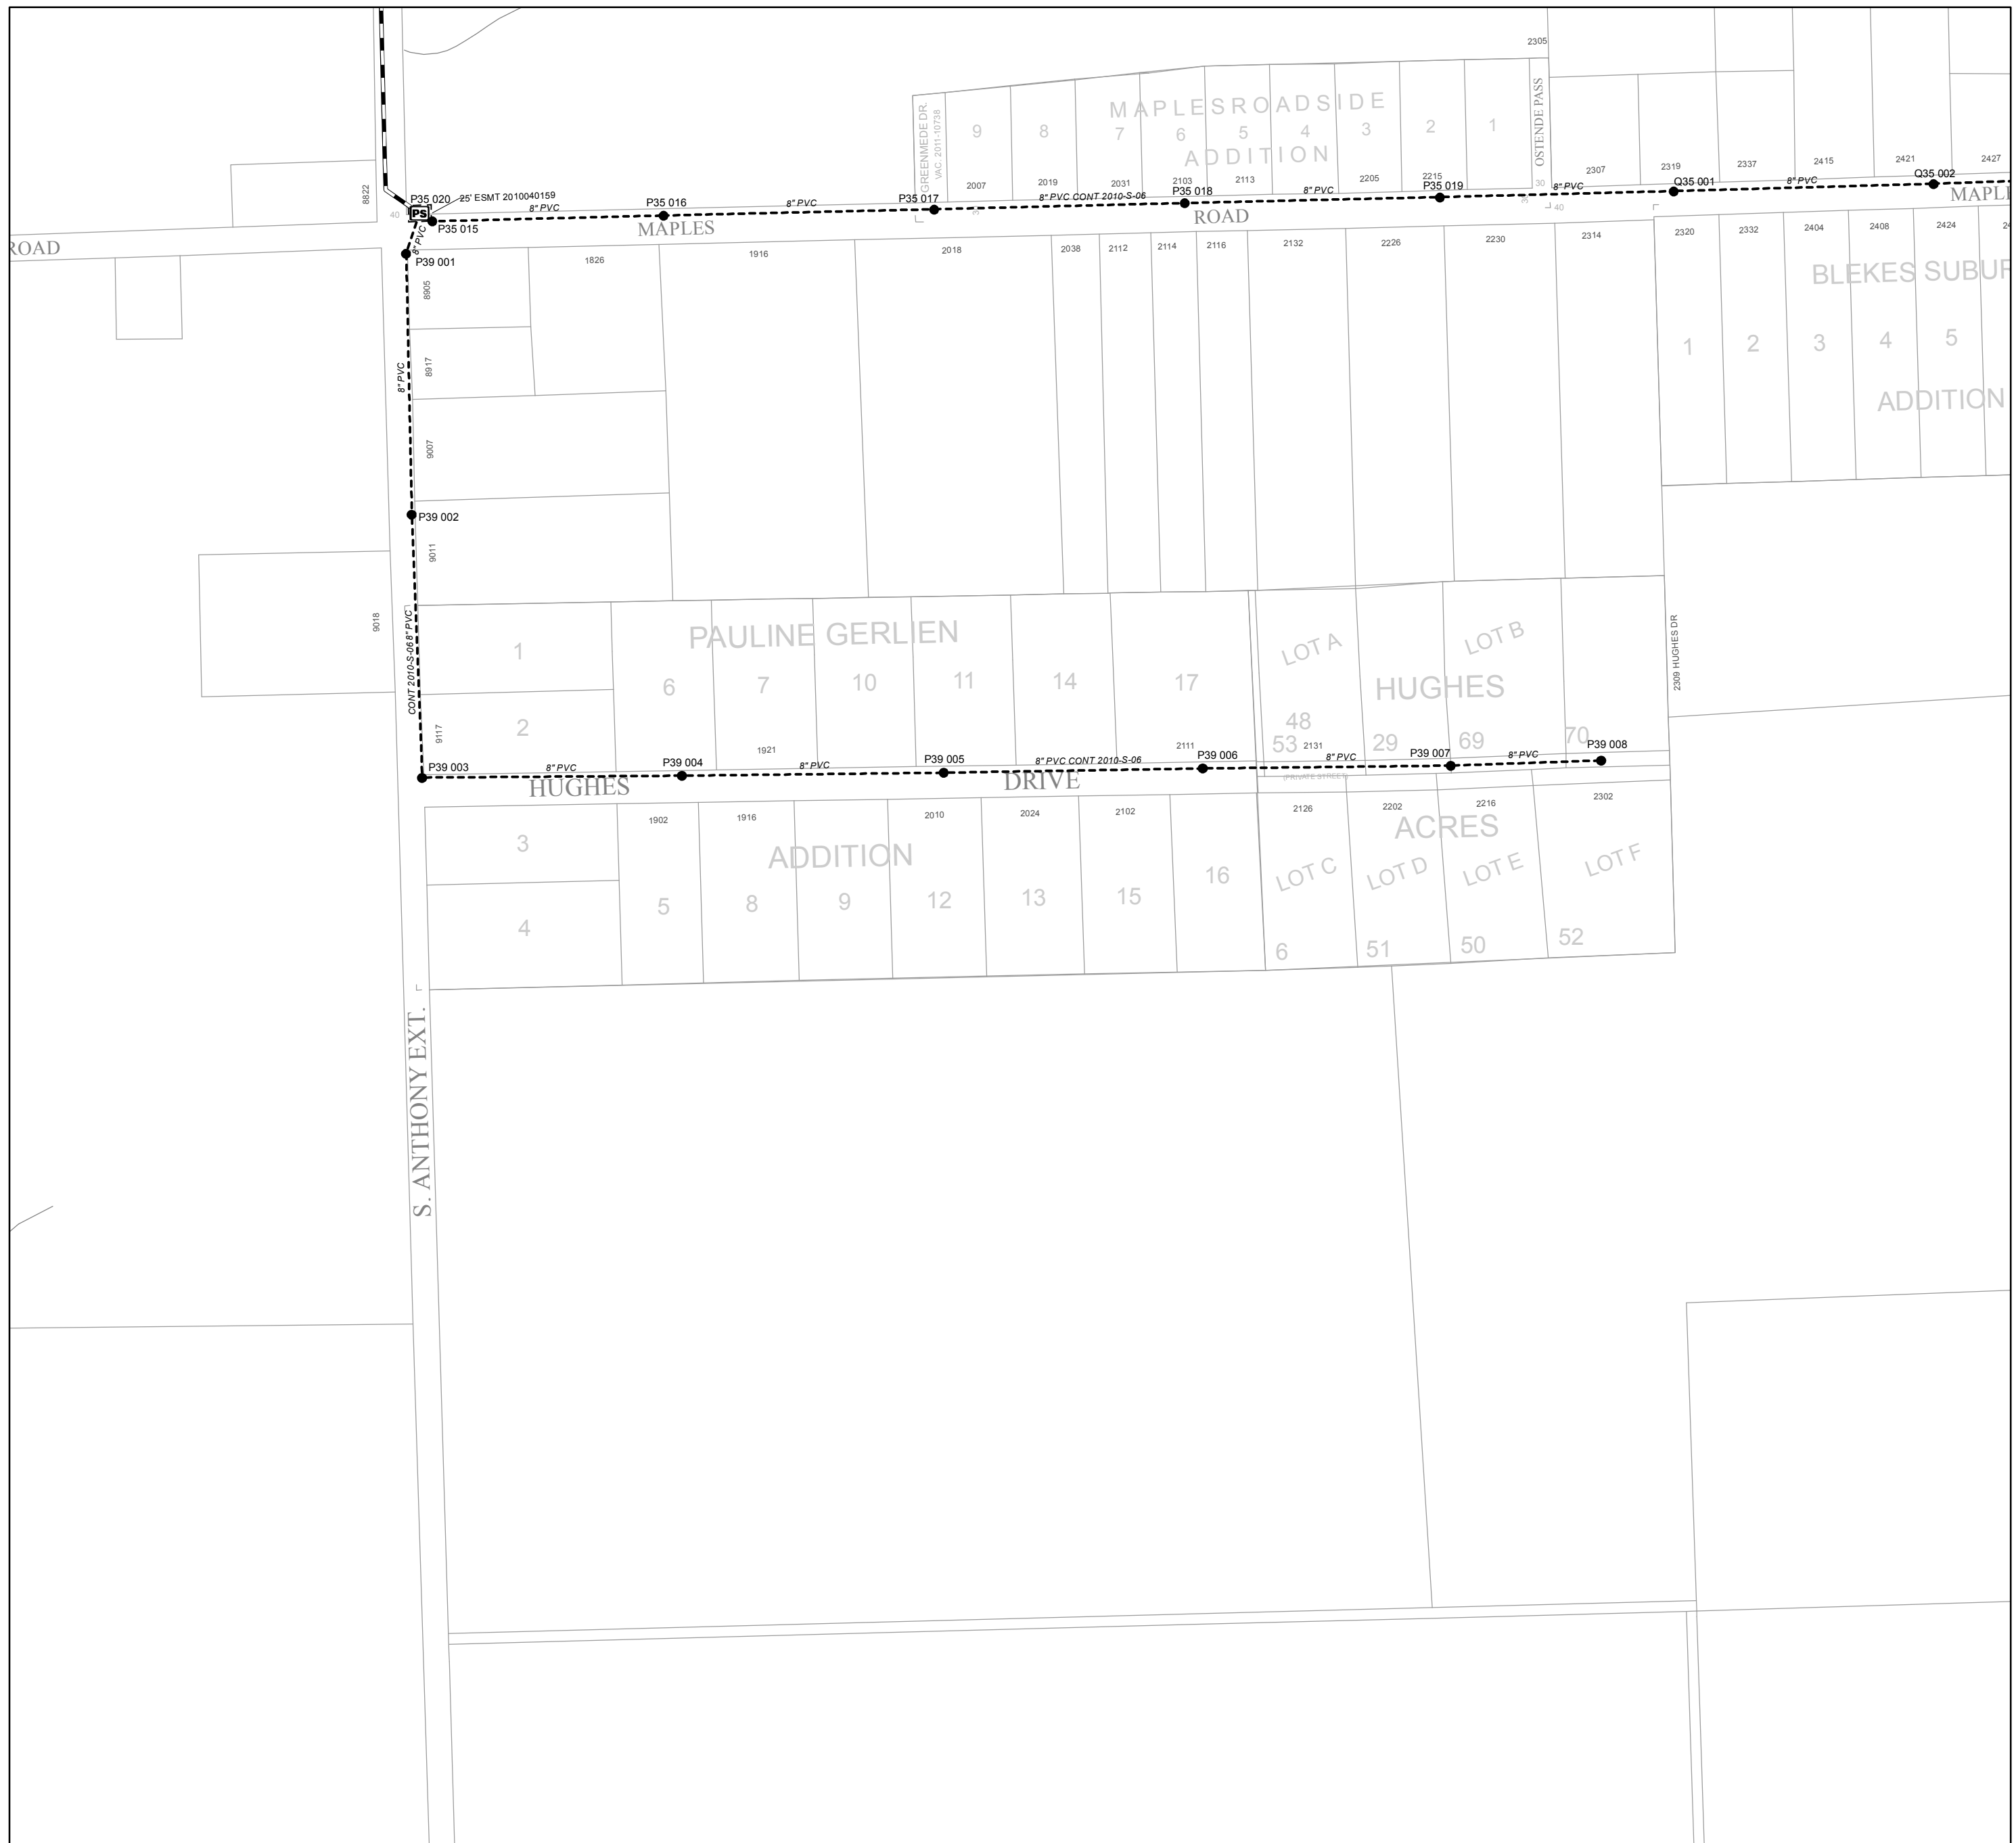 2305
MAPLESROADSIDE
ADDITION
GREENMEDE DR.
VAC. 2011-10738
9
8
7
6
5
4
3
2
1
OSTENDE PASS
2007
2019
2031
2103
2113
2205
2215
30
2307
2319
2337
2415
2421
2427
8822
40
P35 020
25' ESMT 2010040159
PS
P35 015
8" PVC
P35 016
8" PVC
P35 017
8" PVC CONT 2010-S-06
P35 018
8" PVC
P35 019
8" PVC
40
Q35 001
8" PVC
Q35 002
ROAD
MAPLES
ROAD
8" PVC
P39 001
1826
1916
2018
2038
2112
2114
2116
2132
2226
2230
2314
2320
2332
2404
2408
2424
BLEKES SUBUR
1
2
3
4
5
ADDITION
8905
8917
8" PVC
9007
P39 002
9011
9018
CONT 2010-S-06 8" PVC
1
2
PAULINE GERLIEN
6
7
10
11
14
17
LOT A
LOT B
HUGHES
2309 HUGHES DR
48
53
29
69
70
9117
1921
2111
2131
P39 003
8" PVC
P39 004
8" PVC
P39 005
8" PVC CONT 2010-S-06
P39 006
8" PVC
P39 007
8" PVC
P39 008
HUGHES
DRIVE
(PRIVATE STREET)
1902
1916
2010
2024
2102
2126
2202
2216
2302
3
4
ADDITION
ACRES
5
8
9
12
13
15
16
LOT C
LOT D
LOT E
LOT F
6
51
50
52
S. ANTHONY EXT.